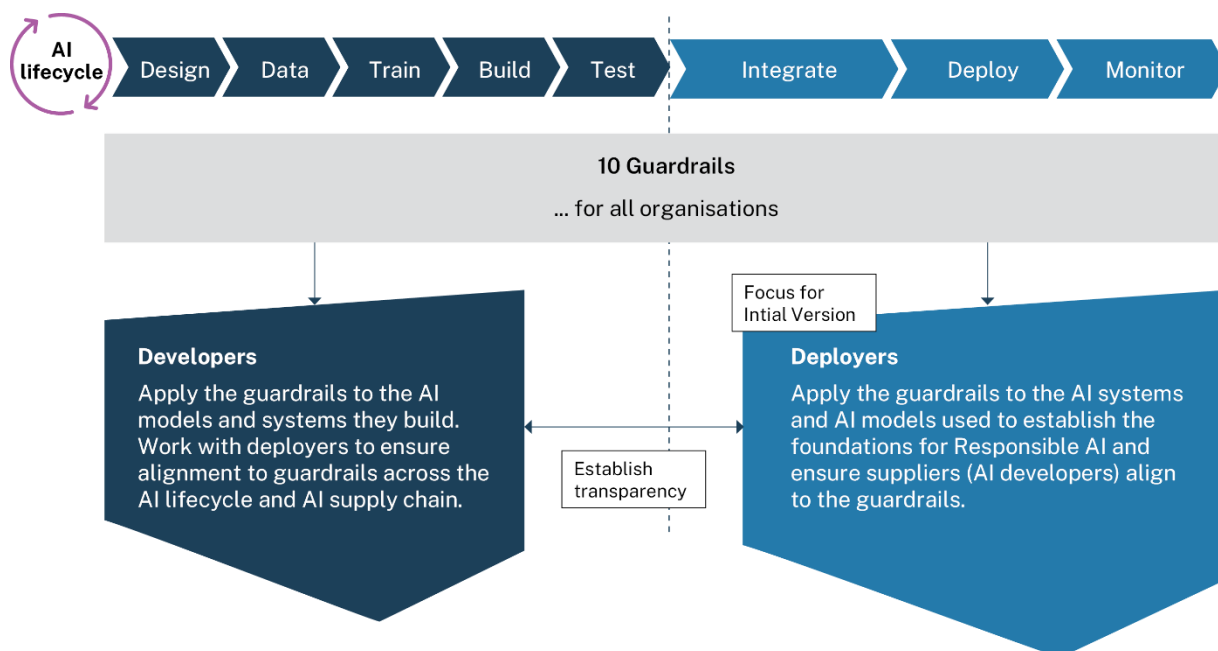 AI
lifecycle
Design
Data
Train
Build
Test
Integrate
Deploy
Monitor
10 Guardrails
... for all organisations
Focus for
Intial Version
Developers
Apply the guardrails to the AI
models and systems they build.
Work with deployers to ensure
alignment to guardrails across the
AI lifecycle and AI supply chain.
Establish
transparency
Deployers
Apply the guardrails to the AI systems
and AI models used to establish the
foundations for Responsible AI and
ensure suppliers (AI developers) align
to the guardrails.